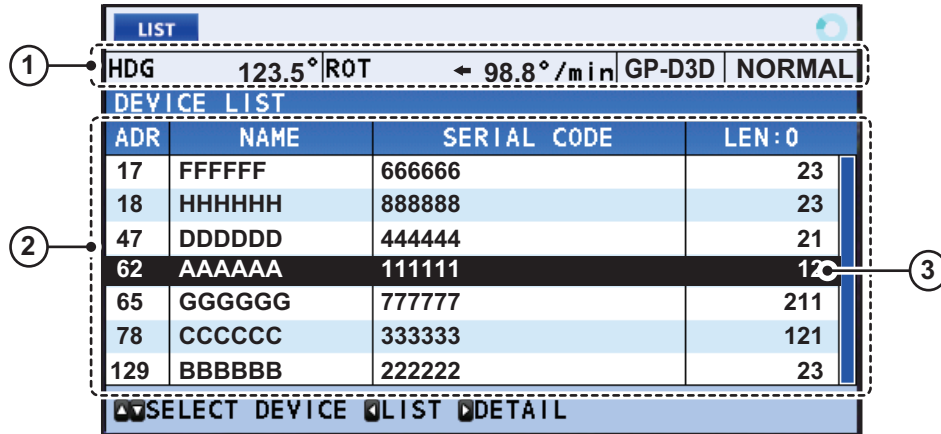 LIST
1 HDG 123.5° ROT ← 98.8°/min GP-D3D NORMAL
DEVICE LIST
ADR NAME SERIAL CODE LEN:0
17 FFFFFF 666666 23
18 HHHHHH 888888 23
2 47 DDDDDD 444444 21
62 AAAAAA 111111 12 3
65 GGGGGG 777777 211
78 CCCCCC 333333 121
129 BBBBBB 222222 23
▲▼SELECT DEVICE ◀LIST ▶DETAIL